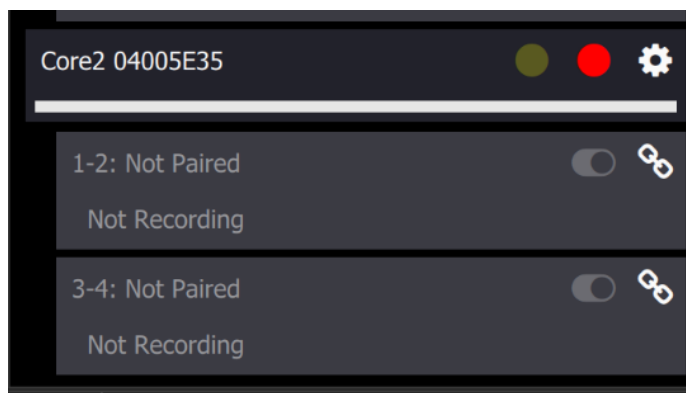 Core2 04005E35
1-2: Not Paired
Not Recording
3-4: Not Paired
Not Recording